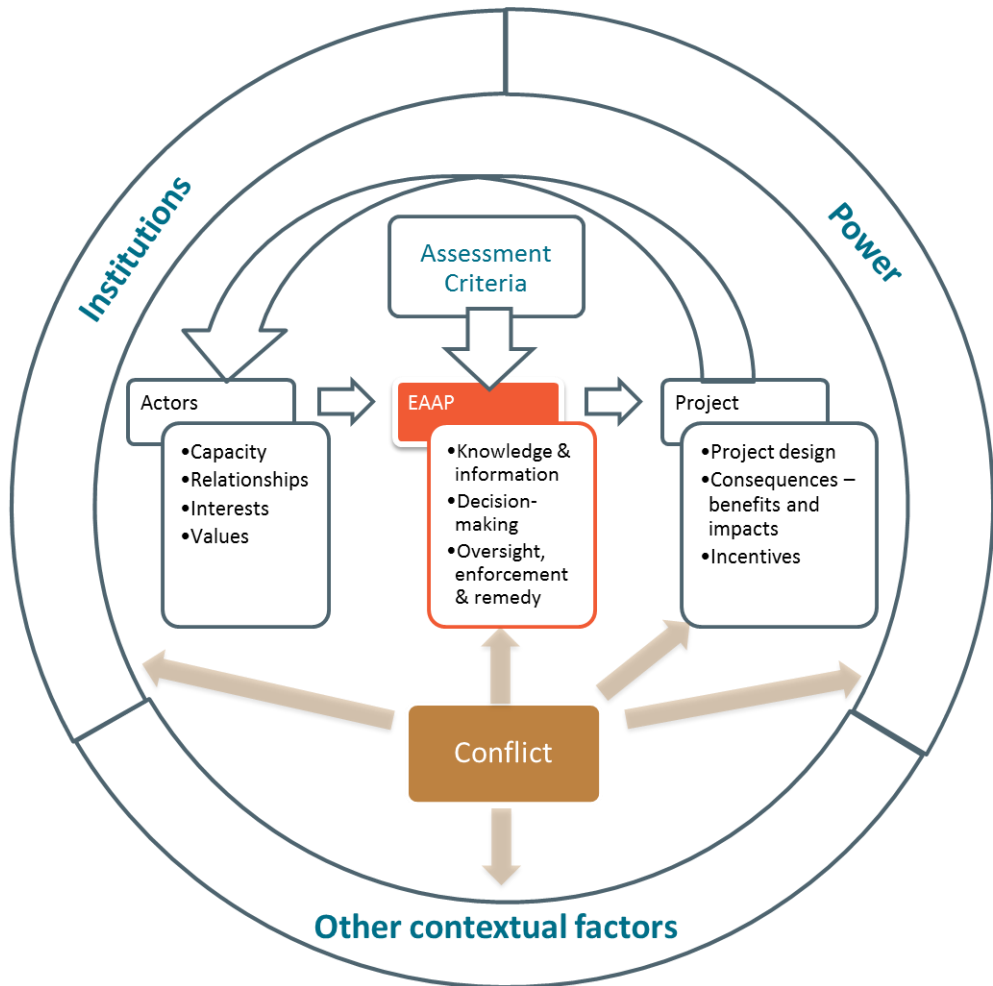 Institutions
Power
Assessment
Criteria
Actors
•Capacity
•Relationships
•Interests
•Values
EAAP
•Knowledge &
information
•Decision-
making
•Oversight,
enforcement
& remedy
Project
•Project design
•Consequences –
benefits and
impacts
•Incentives
Conflict
Other contextual factors